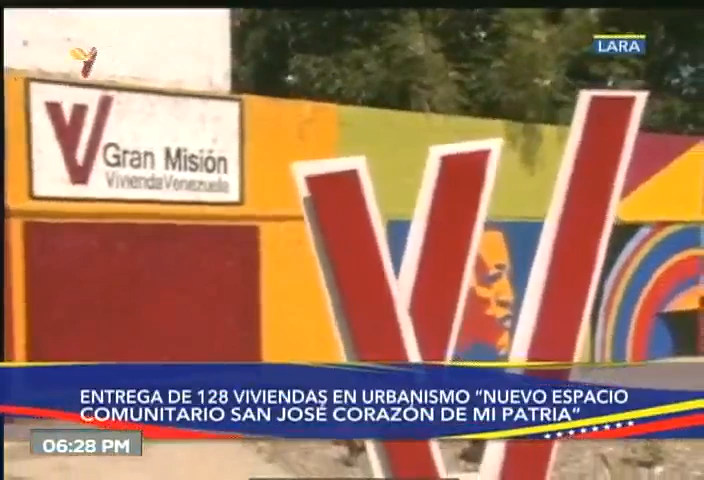 LARA
Gran Misión
ViviendaVenezuela
ENTREGA DE 128 VIVIENDAS EN URBANISMO "NUEVO ESPACIO
COMUNITARIO SAN JOSÉ CORAZÓN DE MI PATRIA"
06:28 PM